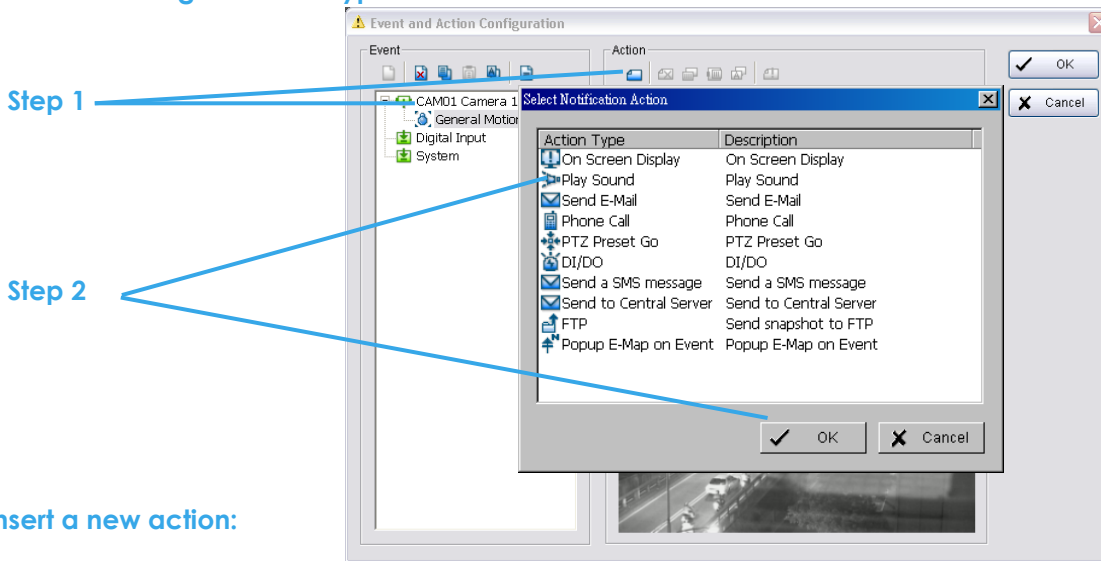 Event and Action Configuration
Event
Action
OK
Cancel
Step 1
CAM01 Camera 1
General Motion
Digital Input
System
Select Notification Action
Action Type Description
On Screen Display On Screen Display
Play Sound Play Sound
Send E-Mail Send E-Mail
Phone Call Phone Call
PTZ Preset Go PTZ Preset Go
DI/DO DI/DO
Send a SMS message Send a SMS message
Send to Central Server Send to Central Server
FTP Send snapshot to FTP
Popup E-Map on Event Popup E-Map on Event
Step 2
OK
Cancel
nsert a new action: